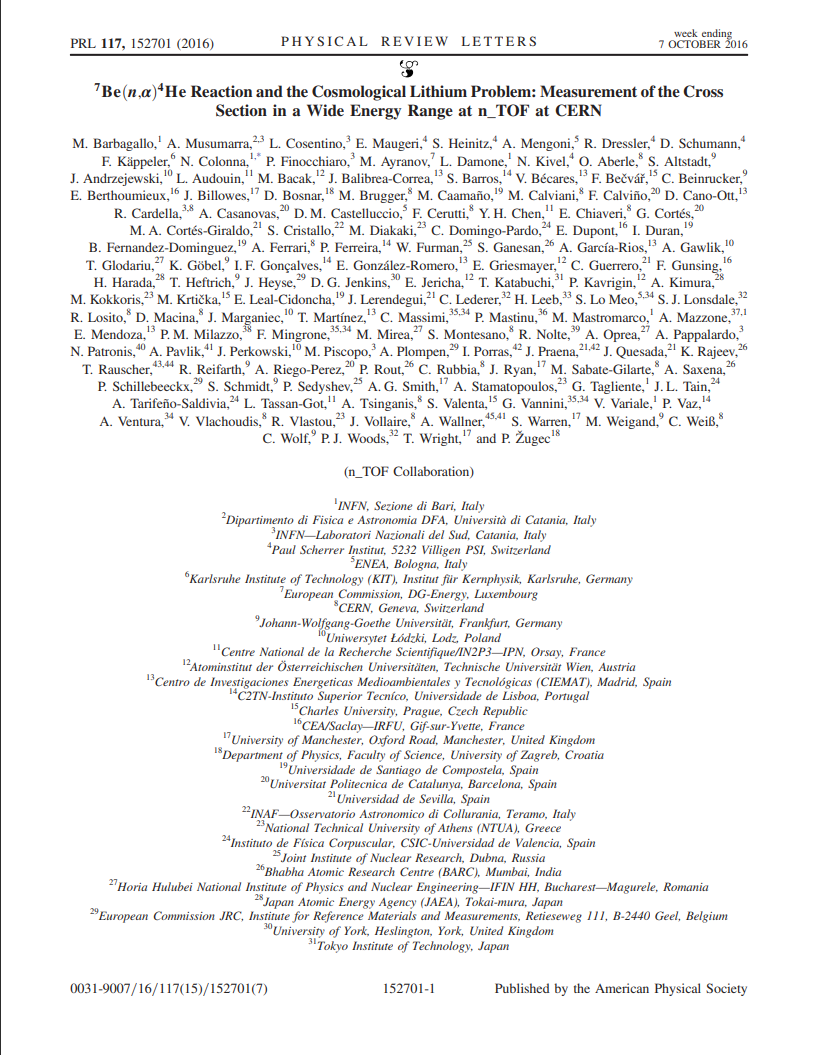 PRL 117, 152701 (2016)
PHYSICAL REVIEW LETTERS
week ending
7 OCTOBER 2016
⁷Be(n,α)⁴He Reaction and the Cosmological Lithium Problem: Measurement of the Cross
Section in a Wide Energy Range at n_TOF at CERN
M. Barbagallo,¹ A. Musumarra,²,³ L. Cosentino,³ E. Maugeri,⁴ S. Heinitz,⁴ A. Mengoni,⁵ R. Dressler,⁴ D. Schumann,⁴
F. Käppeler,⁶ N. Colonna,¹,* P. Finocchiaro,³ M. Ayranov,⁷ L. Damone,¹ N. Kivel,⁴ O. Aberle,⁸ S. Altstadt,⁹
J. Andrzejewski,¹⁰ L. Audouin,¹¹ M. Bacak,¹² J. Balibrea-Correa,¹³ S. Barros,¹⁴ V. Bécares,¹³ F. Bečvář,¹⁵ C. Beinrucker,⁹
E. Berthoumieux,¹⁶ J. Billowes,¹⁷ D. Bosnar,¹⁸ M. Brugger,⁸ M. Caamaño,¹⁹ M. Calviani,⁸ F. Calviño,²⁰ D. Cano-Ott,¹³
R. Cardella,³,⁸ A. Casanovas,²⁰ D. M. Castelluccio,⁵ F. Cerutti,⁸ Y. H. Chen,¹¹ E. Chiaveri,⁸ G. Cortés,²⁰
M. A. Cortés-Giraldo,²¹ S. Cristallo,²² M. Diakaki,²³ C. Domingo-Pardo,²⁴ E. Dupont,¹⁶ I. Duran,¹⁹
B. Fernandez-Dominguez,¹⁹ A. Ferrari,⁸ P. Ferreira,¹⁴ W. Furman,²⁵ S. Ganesan,²⁶ A. García-Rios,¹³ A. Gawlik,¹⁰
T. Glodariu,²⁷ K. Göbel,⁹ I. F. Gonçalves,¹⁴ E. González-Romero,¹³ E. Griesmayer,¹² C. Guerrero,²¹ F. Gunsing,¹⁶
H. Harada,²⁸ T. Heftrich,⁹ J. Heyse,²⁹ D. G. Jenkins,³⁰ E. Jericha,¹² T. Katabuchi,³¹ P. Kavrigin,¹² A. Kimura,²⁸
M. Kokkoris,²³ M. Krtička,¹⁵ E. Leal-Cidoncha,¹⁹ J. Lerendegui,²¹ C. Lederer,³² H. Leeb,³³ S. Lo Meo,⁵,³⁴ S. J. Lonsdale,³²
R. Losito,⁸ D. Macina,⁸ J. Marganiec,¹⁰ T. Martínez,¹³ C. Massimi,³⁵,³⁴ P. Mastinu,³⁶ M. Mastromarco,¹ A. Mazzone,³⁷,¹
E. Mendoza,¹³ P. M. Milazzo,³⁸ F. Mingrone,³⁵,³⁴ M. Mirea,²⁷ S. Montesano,⁸ R. Nolte,³⁹ A. Oprea,²⁷ A. Pappalardo,³
N. Patronis,⁴⁰ A. Pavlik,⁴¹ J. Perkowski,¹⁰ M. Piscopo,³ A. Plompen,²⁹ I. Porras,⁴² J. Praena,²¹,⁴² J. Quesada,²¹ K. Rajeev,²⁶
T. Rauscher,⁴³,⁴⁴ R. Reifarth,⁹ A. Riego-Perez,²⁰ P. Rout,²⁶ C. Rubbia,⁸ J. Ryan,¹⁷ M. Sabate-Gilarte,⁸ A. Saxena,²⁶
P. Schillebeeckx,²⁹ S. Schmidt,⁹ P. Sedyshev,²⁵ A. G. Smith,¹⁷ A. Stamatopoulos,²³ G. Tagliente,¹ J. L. Tain,²⁴
A. Tarifeño-Saldivia,²⁴ L. Tassan-Got,¹¹ A. Tsinganis,⁸ S. Valenta,¹⁵ G. Vannini,³⁵,³⁴ V. Variale,¹ P. Vaz,¹⁴
A. Ventura,³⁴ V. Vlachoudis,⁸ R. Vlastou,²³ J. Vollaire,⁸ A. Wallner,⁴⁵,⁴¹ S. Warren,¹⁷ M. Weigand,⁹ C. Weiß,⁸
C. Wolf,⁹ P. J. Woods,³² T. Wright,¹⁷ and P. Žugec¹⁸
(n_TOF Collaboration)
¹INFN, Sezione di Bari, Italy
²Dipartimento di Fisica e Astronomia DFA, Università di Catania, Italy
³INFN—Laboratori Nazionali del Sud, Catania, Italy
⁴Paul Scherrer Institut, 5232 Villigen PSI, Switzerland
⁵ENEA, Bologna, Italy
⁶Karlsruhe Institute of Technology (KIT), Institut für Kernphysik, Karlsruhe, Germany
⁷European Commission, DG-Energy, Luxembourg
⁸CERN, Geneva, Switzerland
⁹Johann-Wolfgang-Goethe Universität, Frankfurt, Germany
¹⁰Uniwersytet Łódzki, Lodz, Poland
¹¹Centre National de la Recherche Scientifique/IN2P3—IPN, Orsay, France
¹²Atominstitut der Österreichischen Universitäten, Technische Universität Wien, Austria
¹³Centro de Investigaciones Energeticas Medioambientales y Tecnológicas (CIEMAT), Madrid, Spain
¹⁴C2TN-Instituto Superior Tecníco, Universidade de Lisboa, Portugal
¹⁵Charles University, Prague, Czech Republic
¹⁶CEA/Saclay—IRFU, Gif-sur-Yvette, France
¹⁷University of Manchester, Oxford Road, Manchester, United Kingdom
¹⁸Department of Physics, Faculty of Science, University of Zagreb, Croatia
¹⁹Universidade de Santiago de Compostela, Spain
²⁰Universitat Politecnica de Catalunya, Barcelona, Spain
²¹Universidad de Sevilla, Spain
²²INAF—Osservatorio Astronomico di Collurania, Teramo, Italy
²³National Technical University of Athens (NTUA), Greece
²⁴Instituto de Física Corpuscular, CSIC-Universidad de Valencia, Spain
²⁵Joint Institute of Nuclear Research, Dubna, Russia
²⁶Bhabha Atomic Research Centre (BARC), Mumbai, India
²⁷Horia Hulubei National Institute of Physics and Nuclear Engineering—IFIN HH, Bucharest—Magurele, Romania
²⁸Japan Atomic Energy Agency (JAEA), Tokai-mura, Japan
²⁹European Commission JRC, Institute for Reference Materials and Measurements, Retieseweg 111, B-2440 Geel, Belgium
³⁰University of York, Heslington, York, United Kingdom
³¹Tokyo Institute of Technology, Japan
0031-9007/16/117(15)/152701(7)
152701-1
Published by the American Physical Society